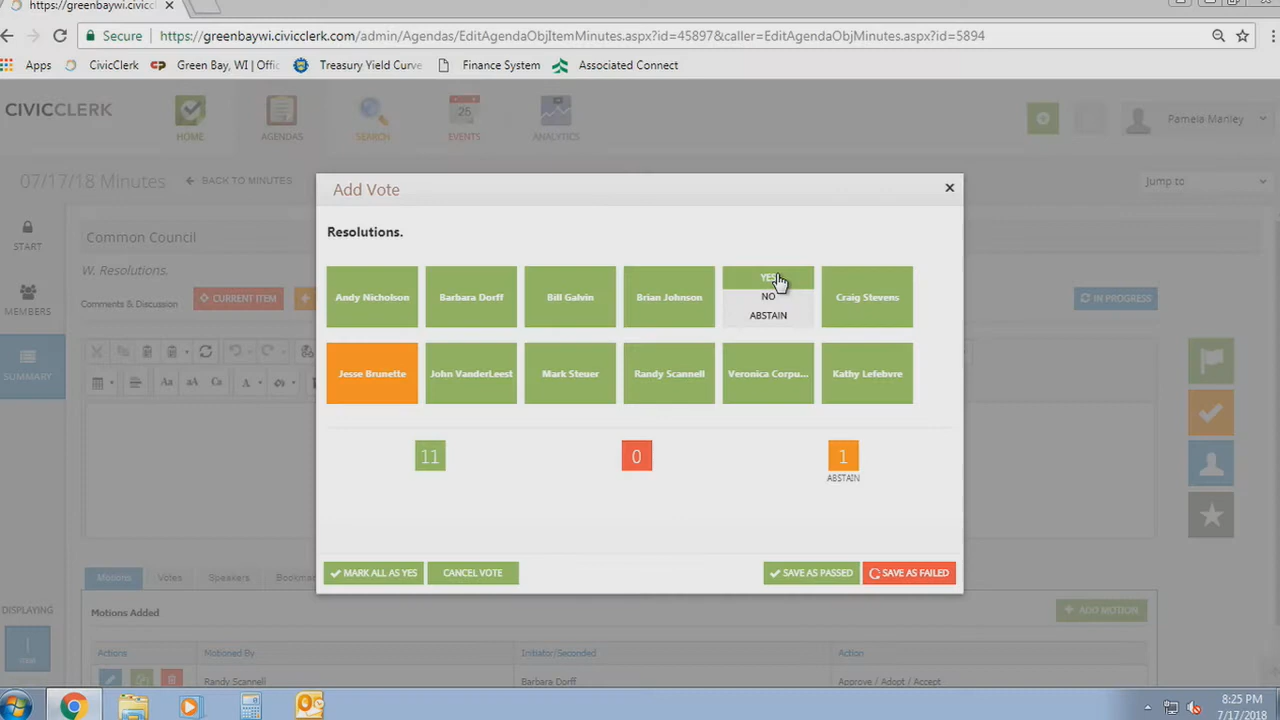 https://greenbaywi.civiccl
Secure https://greenbaywi.civicclerk.com/admin/Agendas/EditAgendaObjItemMinutes.aspx?id=45897&caller=EditAgendaObjMinutes.aspx?id=5894
Apps CivicClerk Green Bay, WI | Offic Treasury Yield Curve Finance System Associated Connect
CIVICCLERK
HOME AGENDAS SEARCH 25 EVENTS ANALYTICS Pamela Manley
07/17/18 Minutes BACK TO MINUTES Jump to
START
MEMBERS
SUMMARY
Common Council
W. Resolutions.
Comments & Discussion CURRENT ITEM IN PROGRESS
Add Vote
Resolutions.
Andy Nicholson Barbara Dorff Bill Galvin Brian Johnson YES Craig Stevens
NO
ABSTAIN
Jesse Brunette John VanderLeest Mark Steuer Randy Scannell Veronica Corpu... Kathy Lefebvre
11 0 1
ABSTAIN
MARK ALL AS YES CANCEL VOTE SAVE AS PASSED SAVE AS FAILED
Motions Votes Speakers Bookmar
DISPLAYING
Motions Added ADD MOTION
Actions Motioned By Initiator/Seconded Action
Randy Scannell Barbara Dorff Approve / Adopt / Accept
8:25 PM
7/17/2018